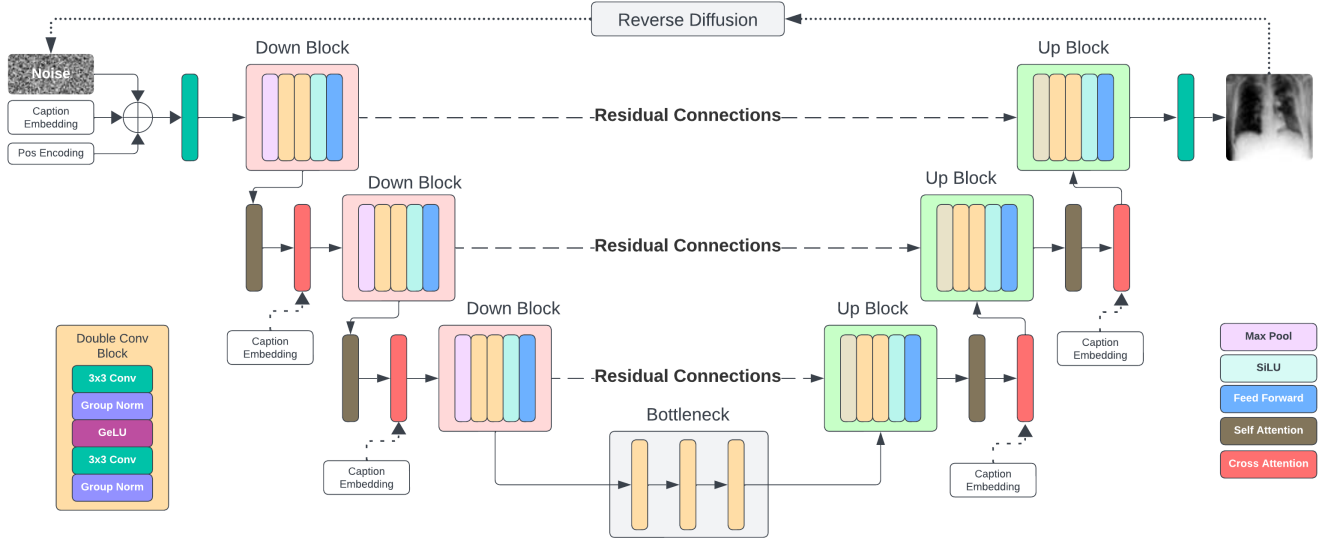 Reverse Diffusion
Down Block
Up Block
Noise
Caption
Embedding
Pos Encoding
Residual Connections
Down Block
Up Block
Residual Connections
Down Block
Up Block
Caption
Embedding
Caption
Embedding
Residual Connections
Bottleneck
Caption
Embedding
Caption
Embedding
Double Conv
Block
3x3 Conv
Group Norm
GeLU
3x3 Conv
Group Norm
Max Pool
SiLU
Feed Forward
Self Attention
Cross Attention